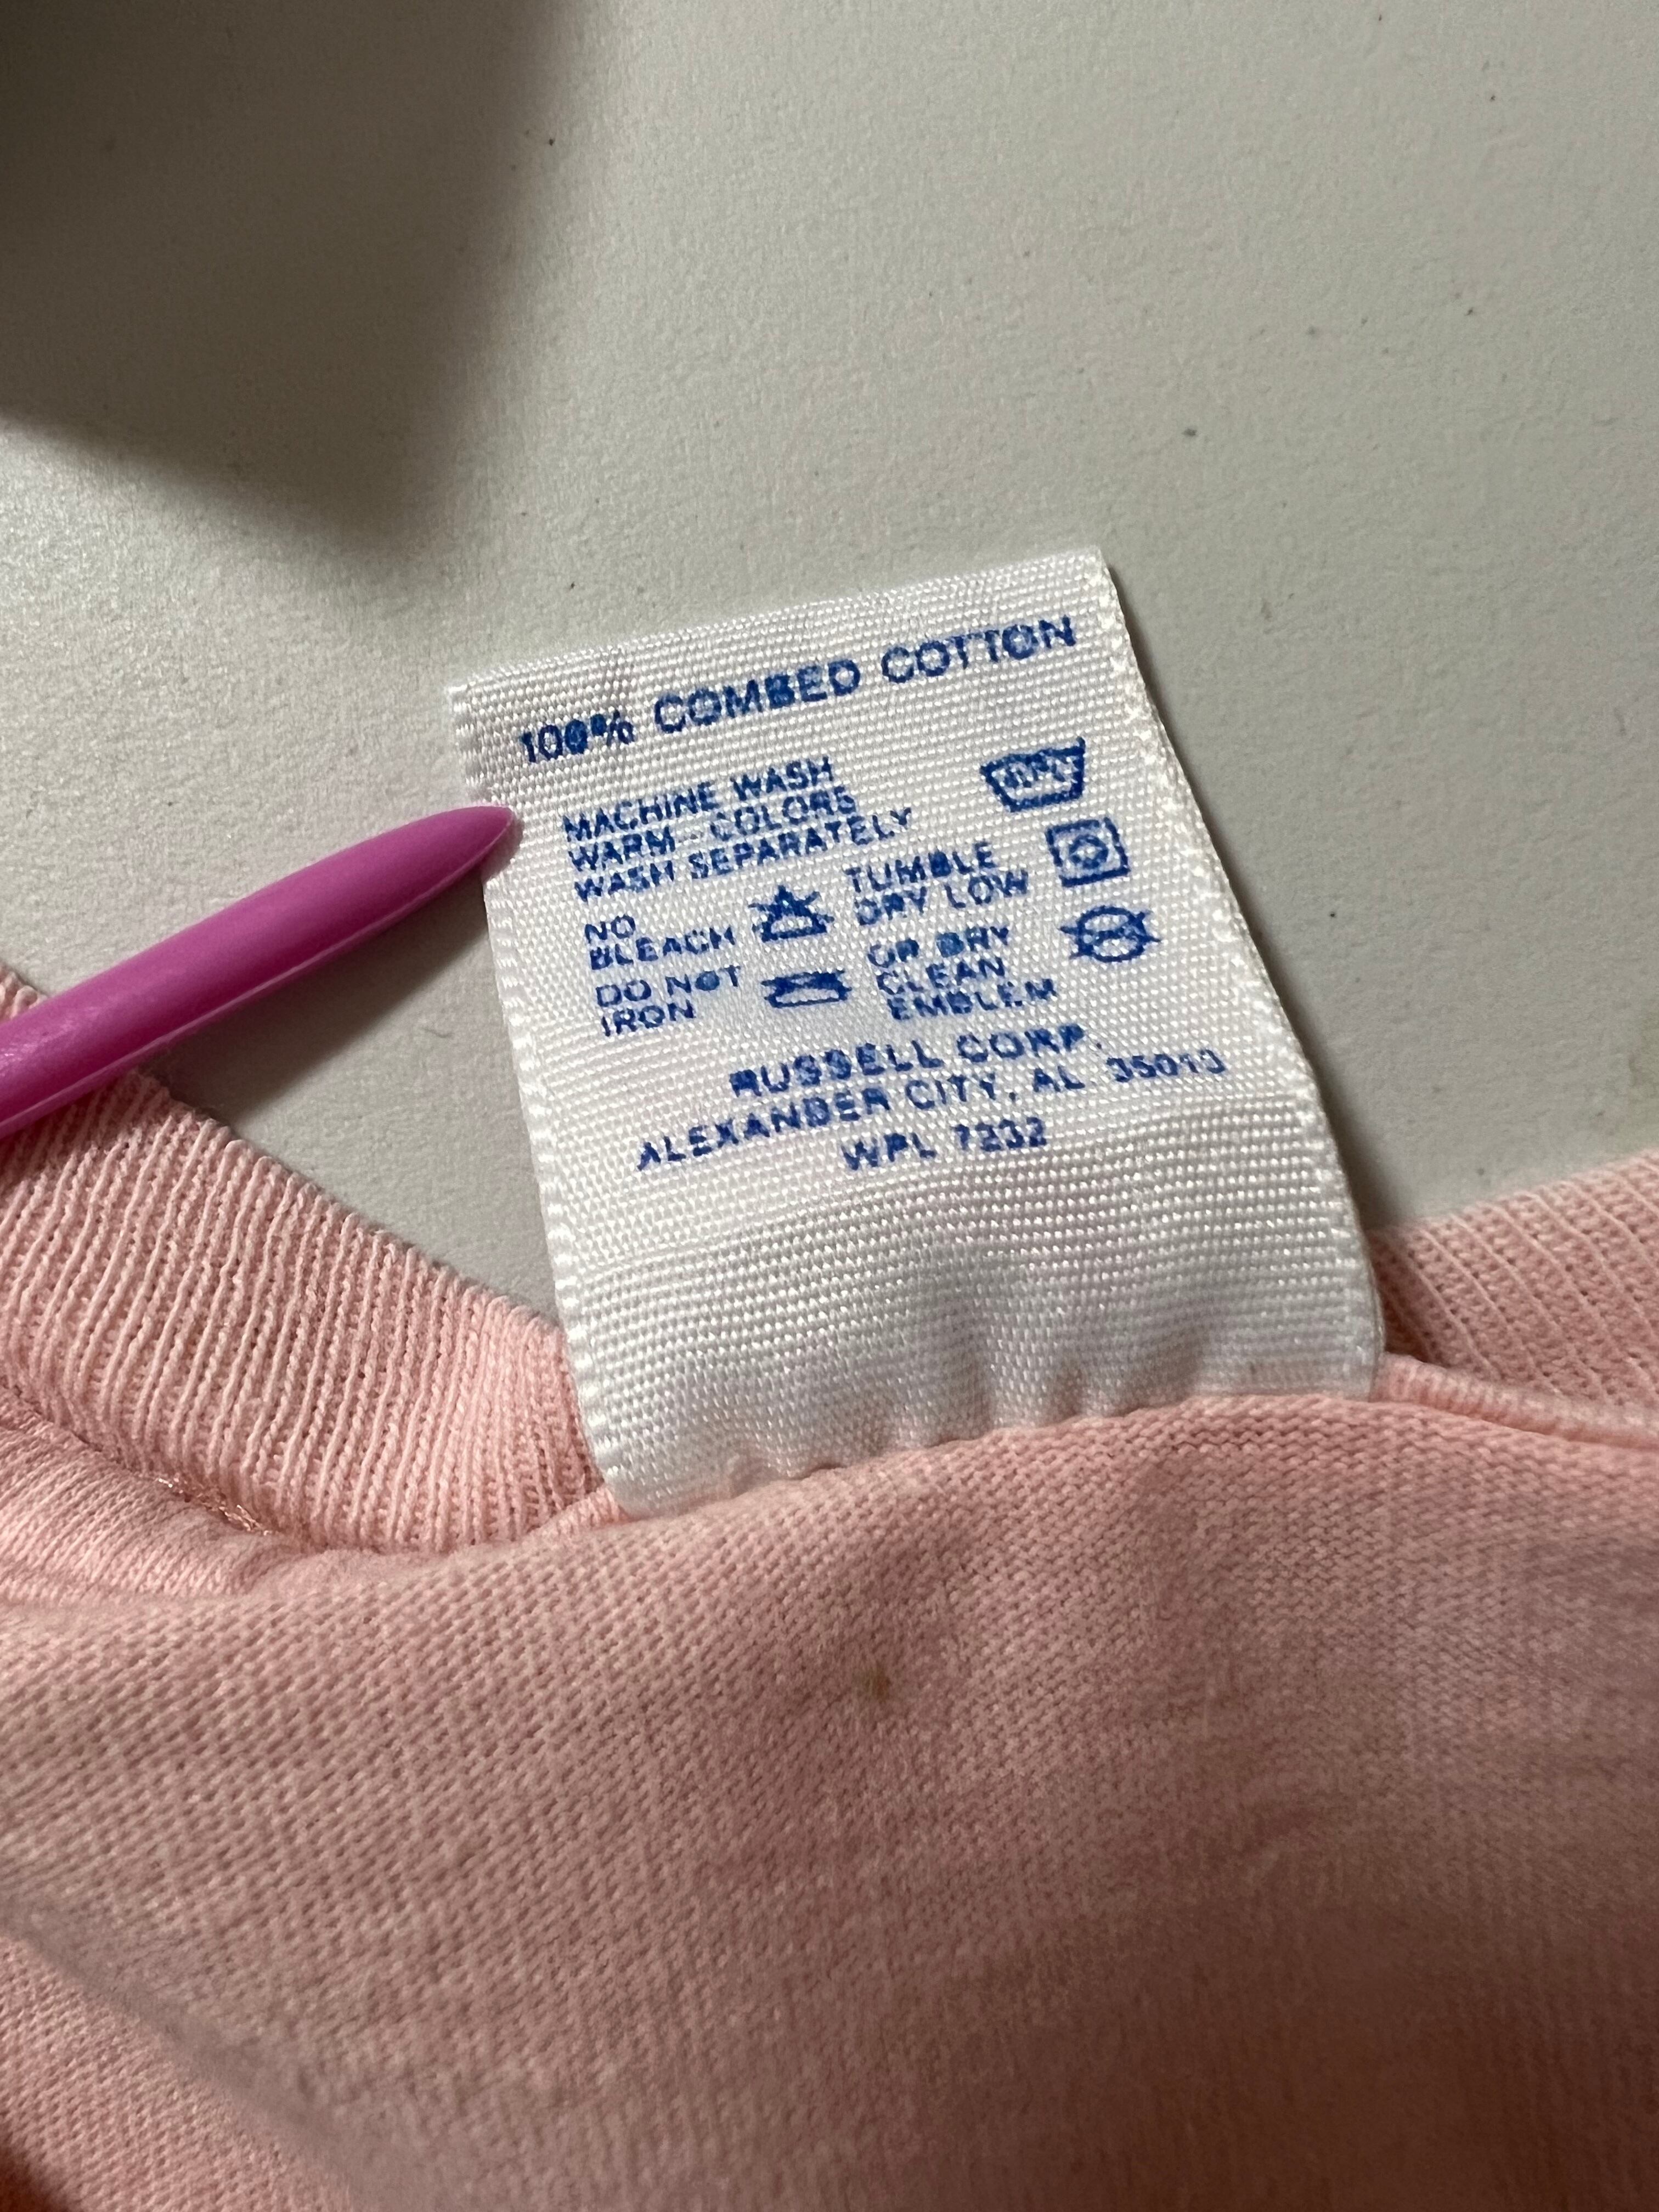 100% COMBED COTTON
MACHINE WASH
WARM - COLORS
WASH SEPARATELY
NO
BLEACH
TUMBLE
DRY LOW
DO NOT
IRON
OR DRY
CLEAN
EMBLEM
RUSSELL CORP.
ALEXANDER CITY, AL 35010
WPL 7232